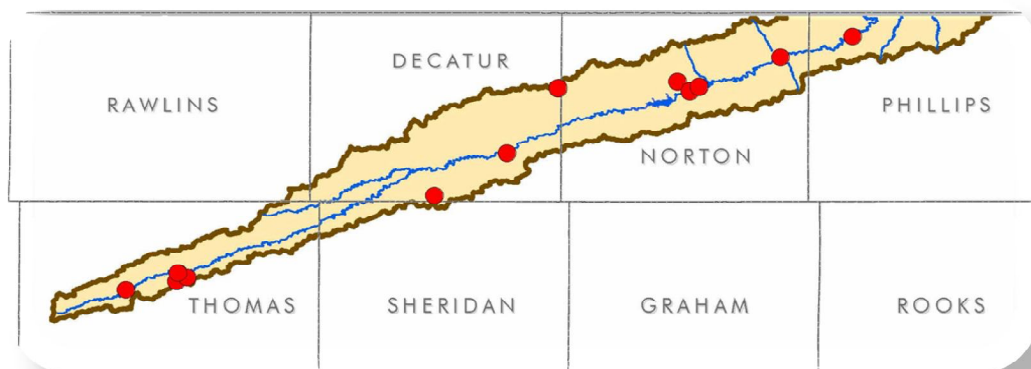 DECATUR
RAWLINS
PHILLIPS
NORTON
THOMAS
SHERIDAN
GRAHAM
ROOKS